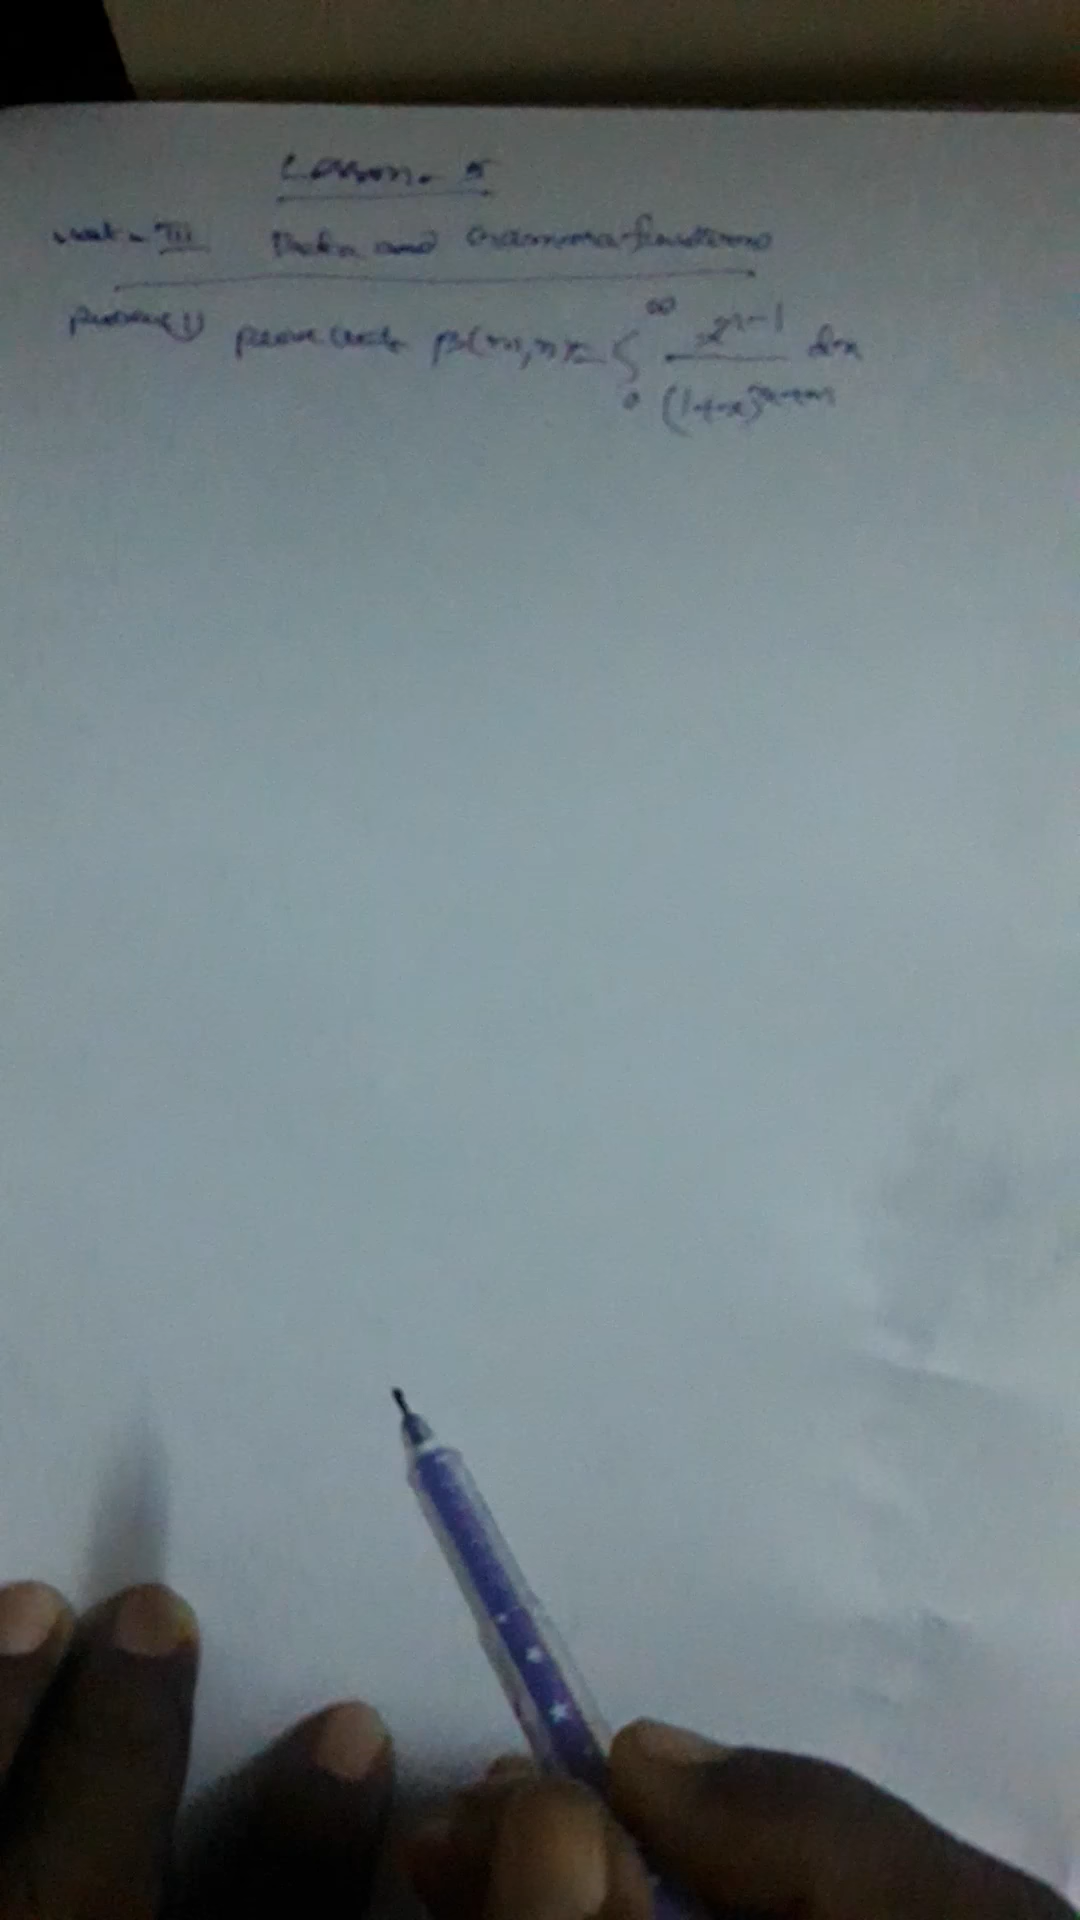 Lesson - 5
Unit - III Beta and Gamma functions
Problem 1) prove that β(m,n) = ∫₀^∞ x^(n-1) / (1+x)^(m+n) dx